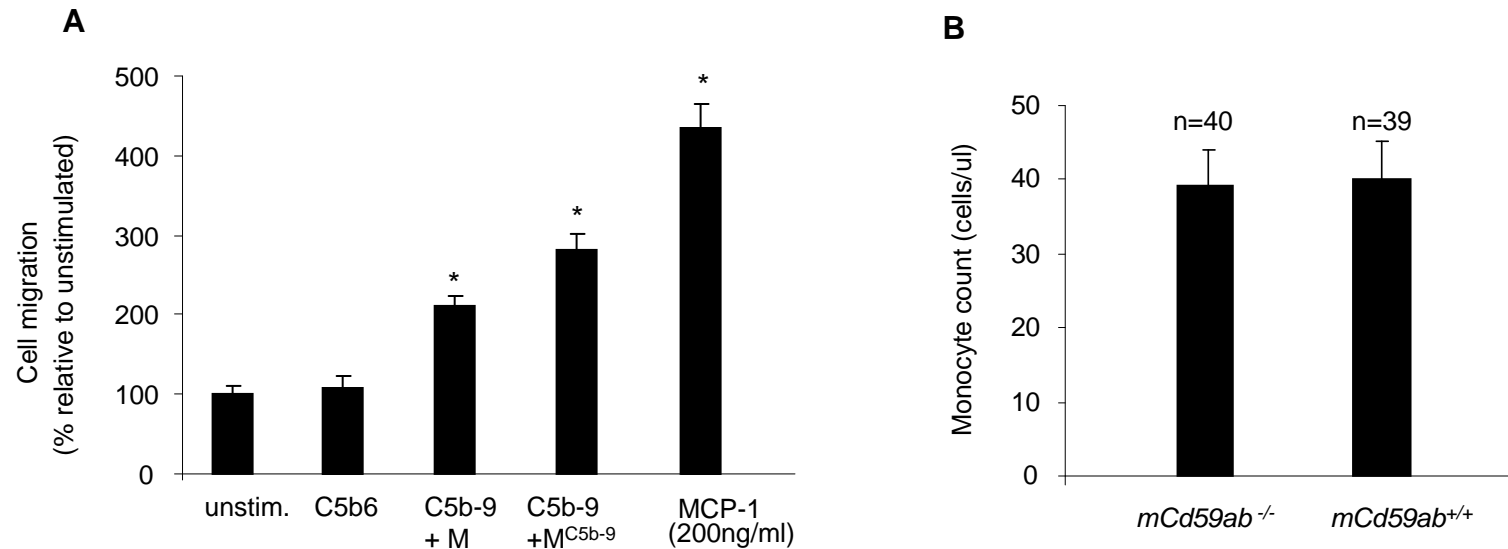 A
Cell migration
(% relative to unstimulated)
500
400
300
200
100
0
*
*
*
unstim.
C5b6
C5b-9
+ M
C5b-9
+M^C5b-9
MCP-1
(200ng/ml)
B
Monocyte count (cells/ul)
50
40
30
20
10
0
n=40
n=39
mCd59ab -/-
mCd59ab+/+